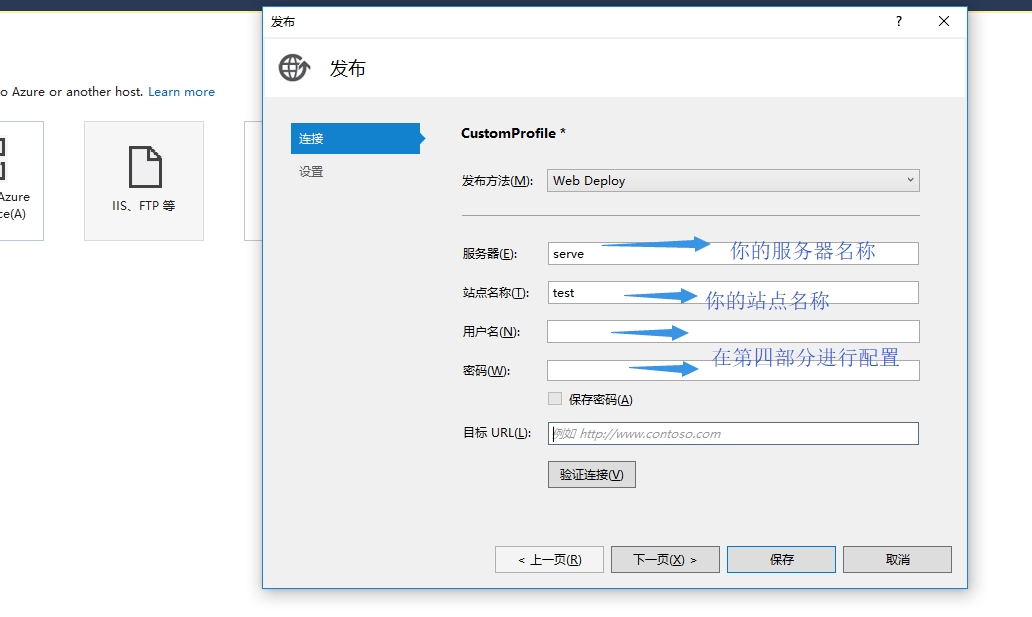 发布
?
发布
o Azure or another host. Learn more
Azure
ce(A)
IIS、FTP 等
连接
设置
CustomProfile *
发布方法(M): Web Deploy
服务器(E): serve 你的服务器名称
站点名称(T): test 你的站点名称
用户名(N):
在第四部分进行配置
密码(W):
保存密码(A)
目标 URL(L): 例如 http://www.contoso.com
验证连接(V)
< 上一页(R) 下一页(X) > 保存 取消